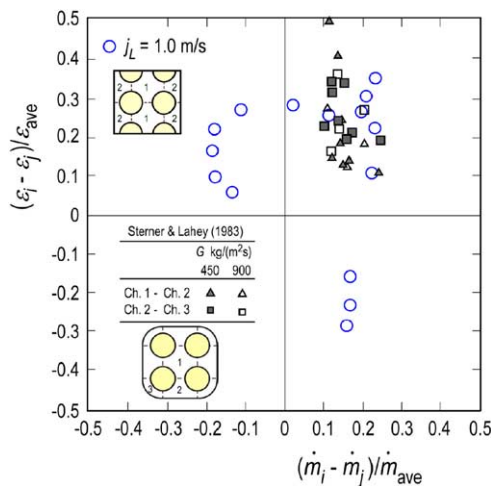 0.5
0.4
0.3
0.2
0.1
0
-0.1
-0.2
-0.3
-0.4
-0.5
(εi - εj)/εave
jL = 1.0 m/s
2 1 2
2 1 2
Sterner & Lahey (1983)
G kg/(m2s)
450 900
Ch. 1 - Ch. 2
Ch. 2 - Ch. 3
1
3 2
-0.5 -0.4 -0.3 -0.2 -0.1 0 0.1 0.2 0.3 0.4 0.5
(ṁi - ṁj)/ṁave